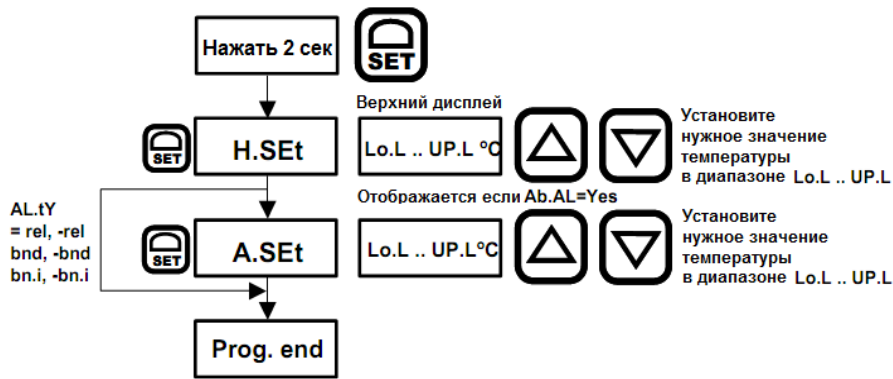 Нажать 2 сек
SET
Верхний дисплей
SET
H.SEt
Lo.L .. UP.L ºC
Установите
нужное значение
температуры
в диапазоне Lo.L .. UP.L
Отображается если Ab.AL=Yes
AL.tY
= rel, -rel
bnd, -bnd
bn.i, -bn.i
SET
A.SEt
Lo.L .. UP.LºC
Установите
нужное значение
температуры
в диапазоне Lo.L .. UP.L
Prog. end